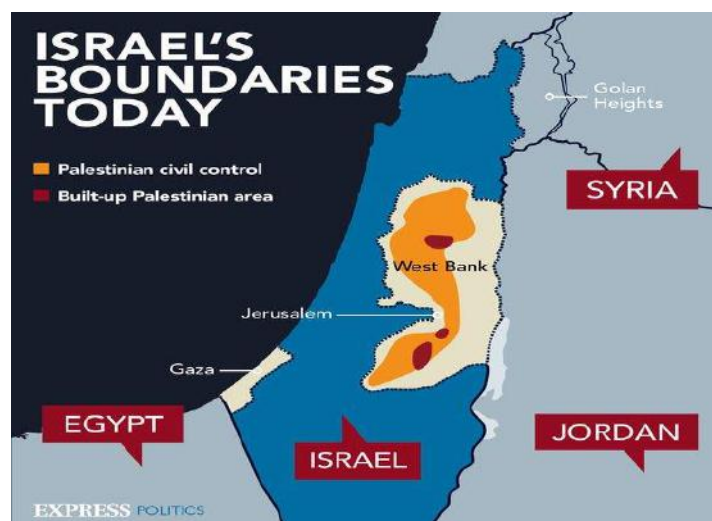 ISRAEL'S
BOUNDARIES
TODAY
Palestinian civil control
Built-up Palestinian area
Golan
Heights
SYRIA
West Bank
Jerusalem
Gaza
EGYPT
ISRAEL
JORDAN
EXPRESS POLITICS